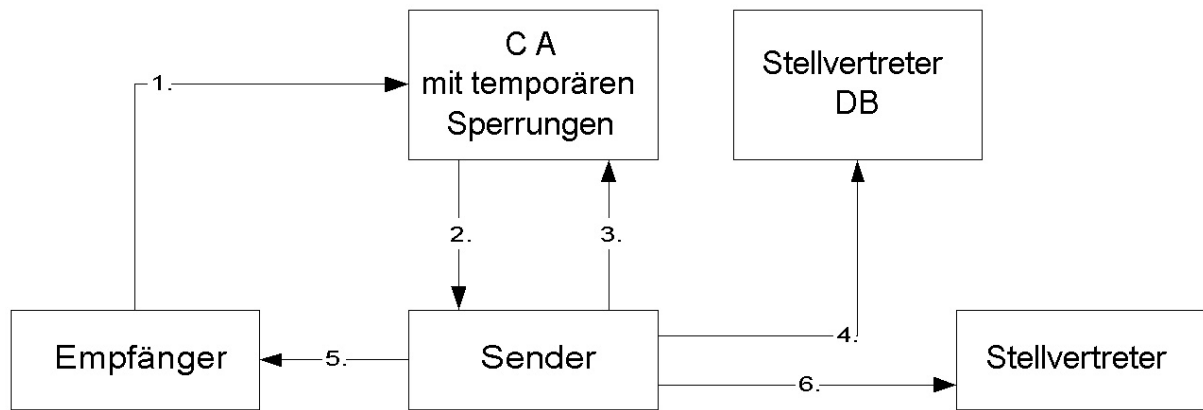 C A
mit temporären
Sperrungen
Stellvertreter
DB
1.
2.
3.
4.
Empfänger
5.
Sender
6.
Stellvertreter